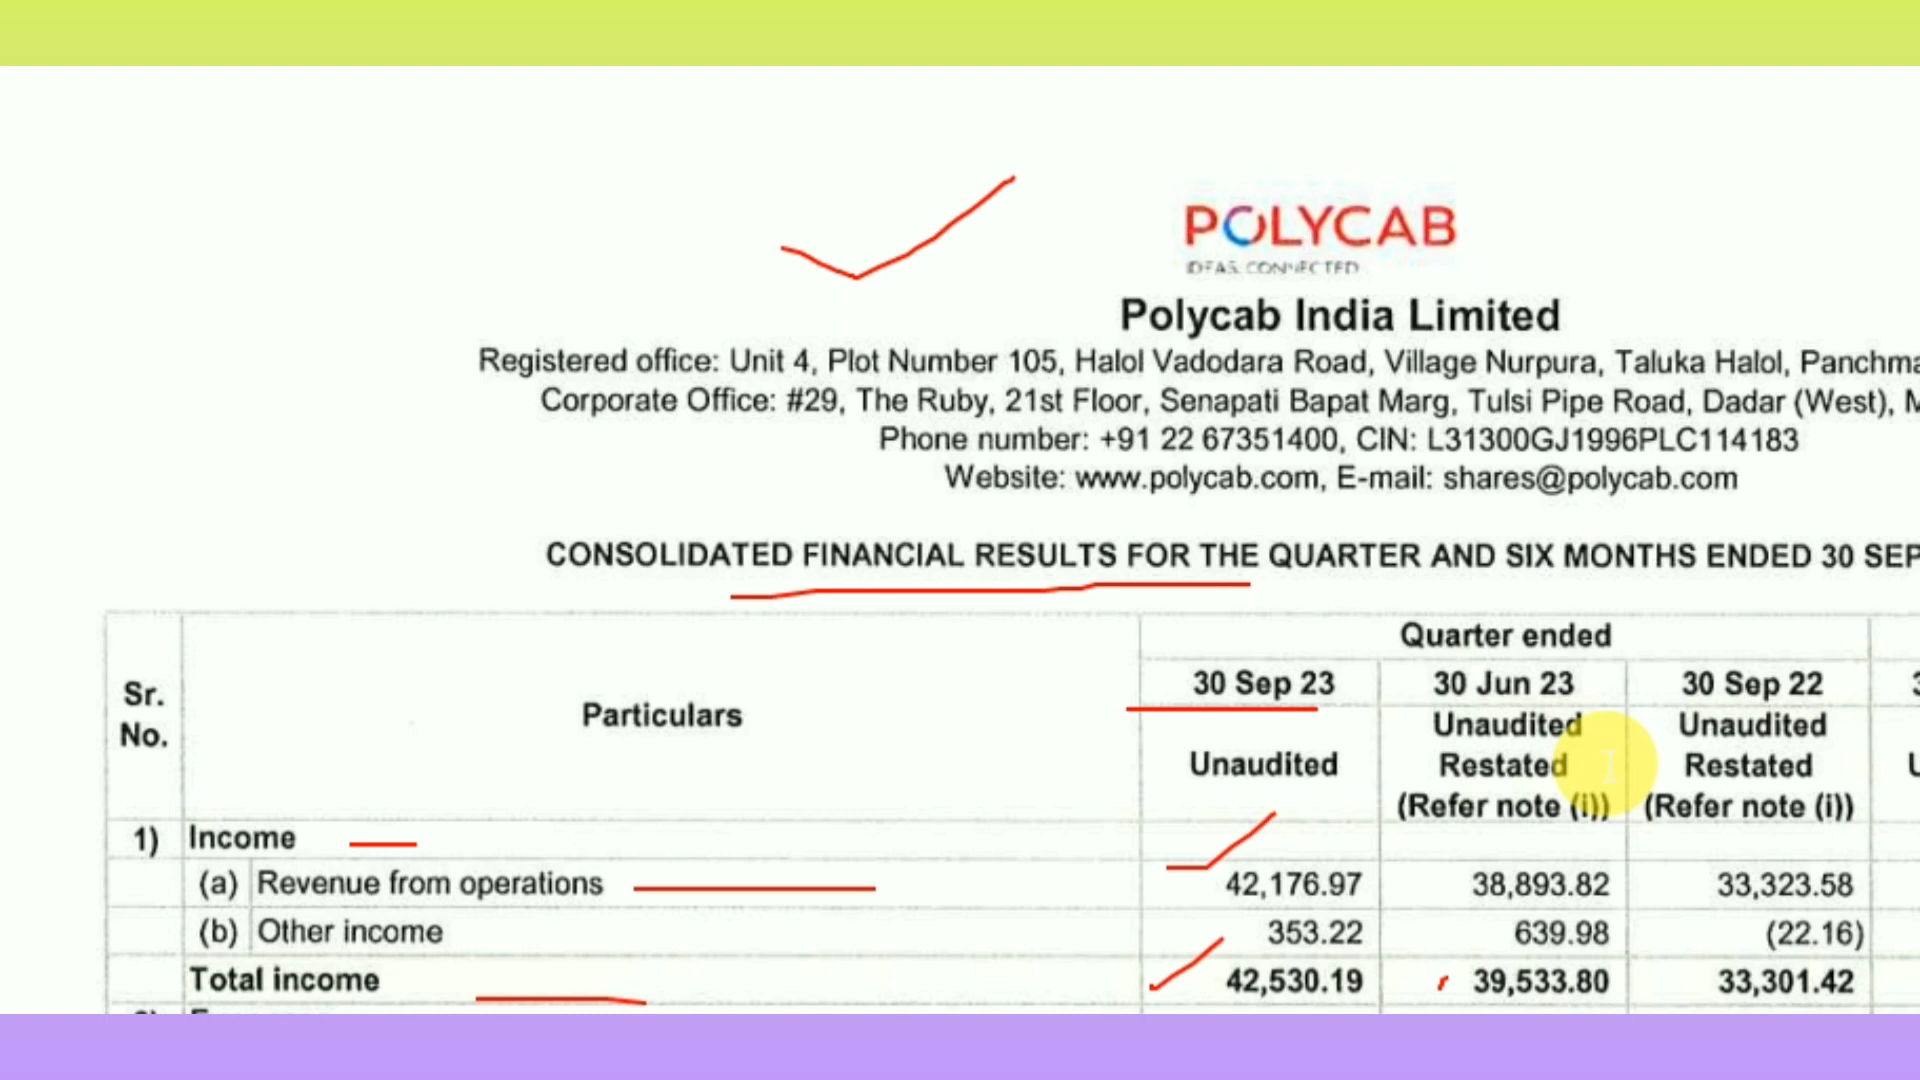 POLYCAB
IDEAS. CONNECTED
Polycab India Limited
Registered office: Unit 4, Plot Number 105, Halol Vadodara Road, Village Nurpura, Taluka Halol, Panchma
Corporate Office: #29, The Ruby, 21st Floor, Senapati Bapat Marg, Tulsi Pipe Road, Dadar (West), M
Phone number: +91 22 67351400, CIN: L31300GJ1996PLC114183
Website: www.polycab.com, E-mail: shares@polycab.com
CONSOLIDATED FINANCIAL RESULTS FOR THE QUARTER AND SIX MONTHS ENDED 30 SEP
Sr. No. Particulars Quarter ended
30 Sep 23 30 Jun 23 30 Sep 22 3
Unaudited Unaudited Restated (Refer note (i)) Unaudited Restated (Refer note (i)) U
1) Income
(a) Revenue from operations 42,176.97 38,893.82 33,323.58
(b) Other income 353.22 639.98 (22.16)
Total income 42,530.19 39,533.80 33,301.42